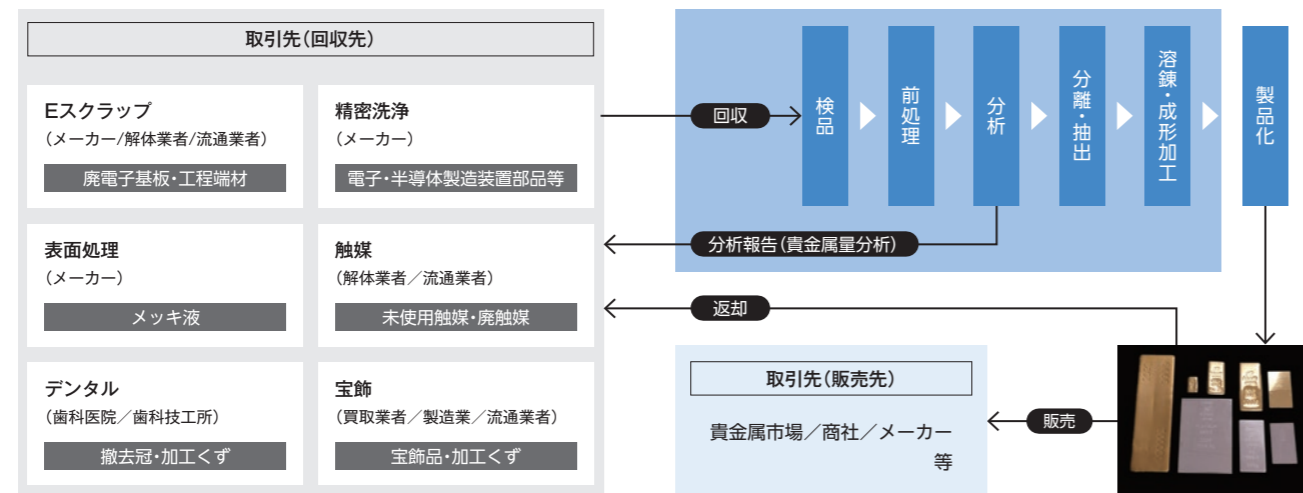 取引先（回収先）
Eスクラップ
（メーカー/解体業者/流通業者）
廃電子基板・工程端材
精密洗浄
（メーカー）
電子・半導体製造装置部品等
表面処理
（メーカー）
メッキ液
触媒
（解体業者／流通業者）
未使用触媒・廃触媒
デンタル
（歯科医院／歯科技工所）
撤去冠・加工くず
宝飾
（買取業者／製造業／流通業者）
宝飾品・加工くず
回収
検品
前処理
分析
分離・抽出
溶錬・成形加工
製品化
分析報告（貴金属量分析）
返却
取引先（販売先）
貴金属市場／商社／メーカー
等
販売